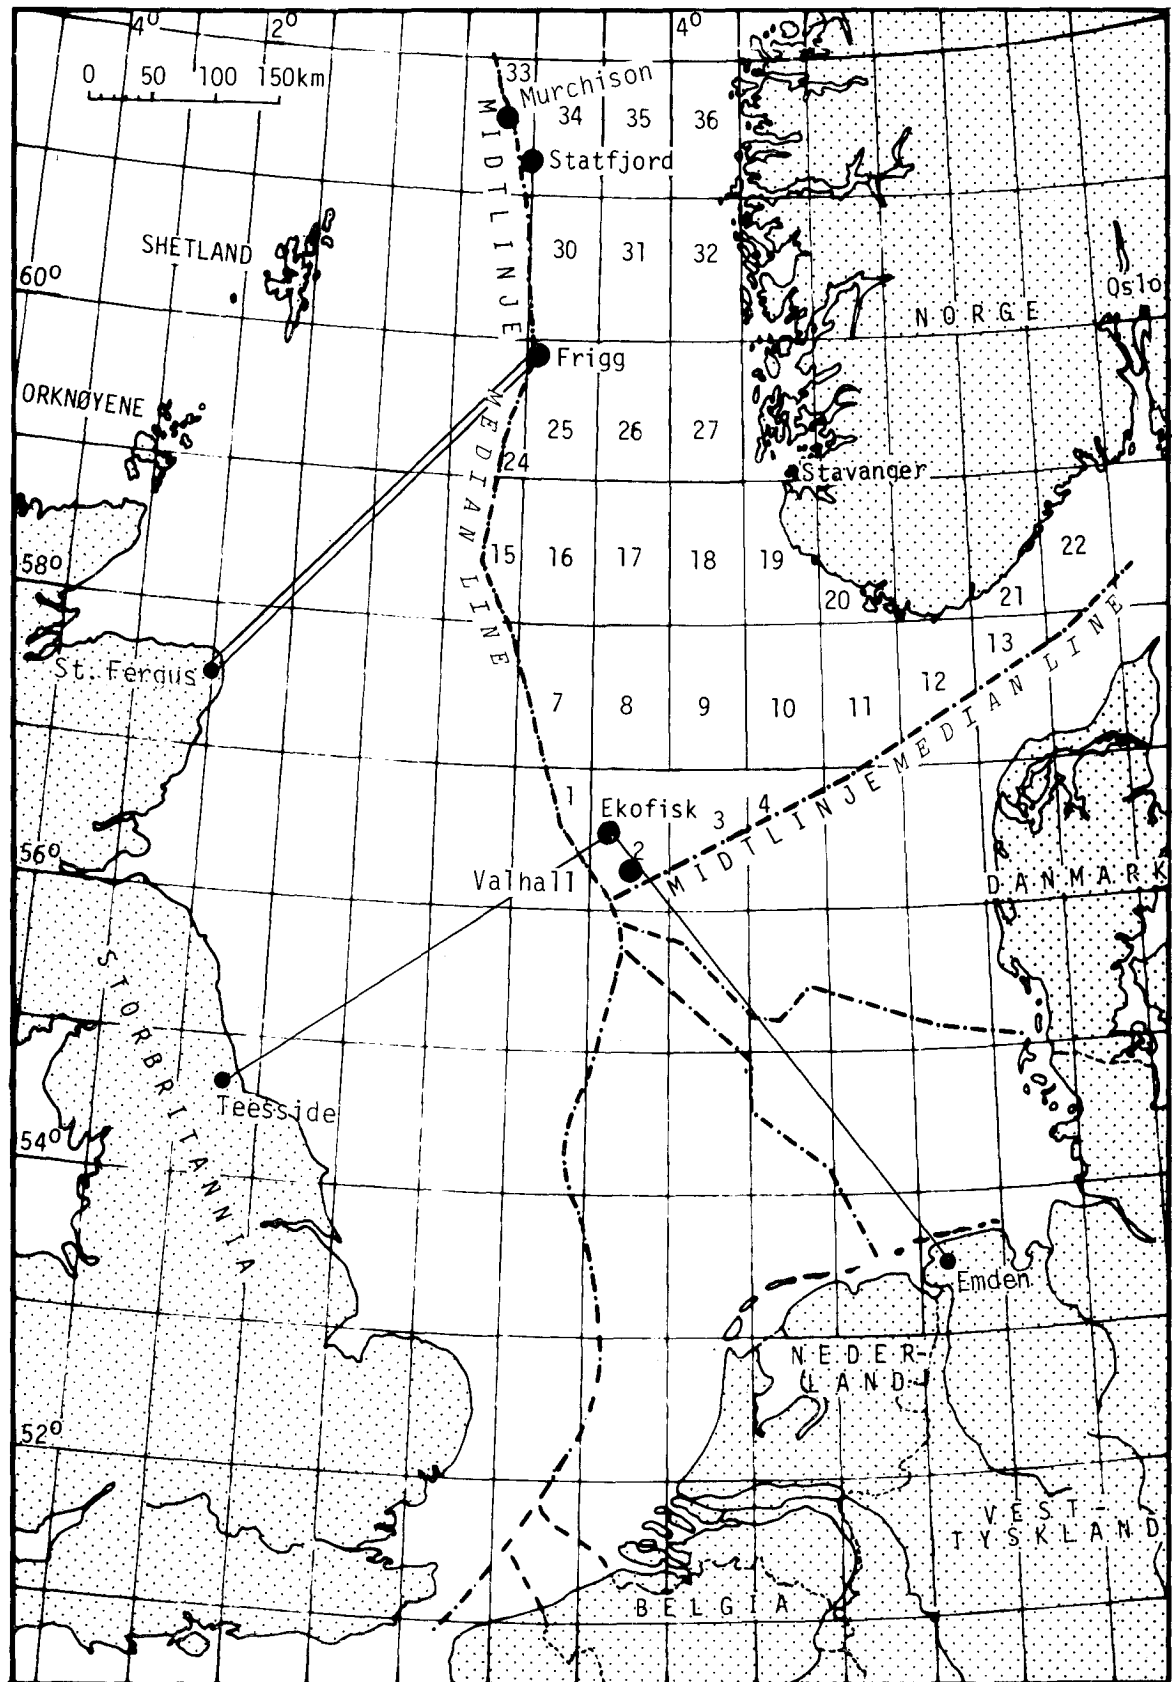 4° 2° 4°
0 50 100 150km
33
Murchison
34 35 36
Statfjord
MIDTLINJE
SHETLAND
30 31 32
60°
Oslo
NORGE
Frigg
ORKNØYENE
MEDIAN LINE
25 26 27
24
Stavanger
15 16 17 18 19
22
58°
20 21
13
St. Fergus
12
7 8 9 10 11
MIDTLINJE MEDIAN LINE
1
Ekofisk
3 4
2
56°
Valhall
DANMARK
STORBRITANNIA
Teesside
54°
Emden
NEDER-
LAND
52°
VEST-
TYSKLAND
BELGIA